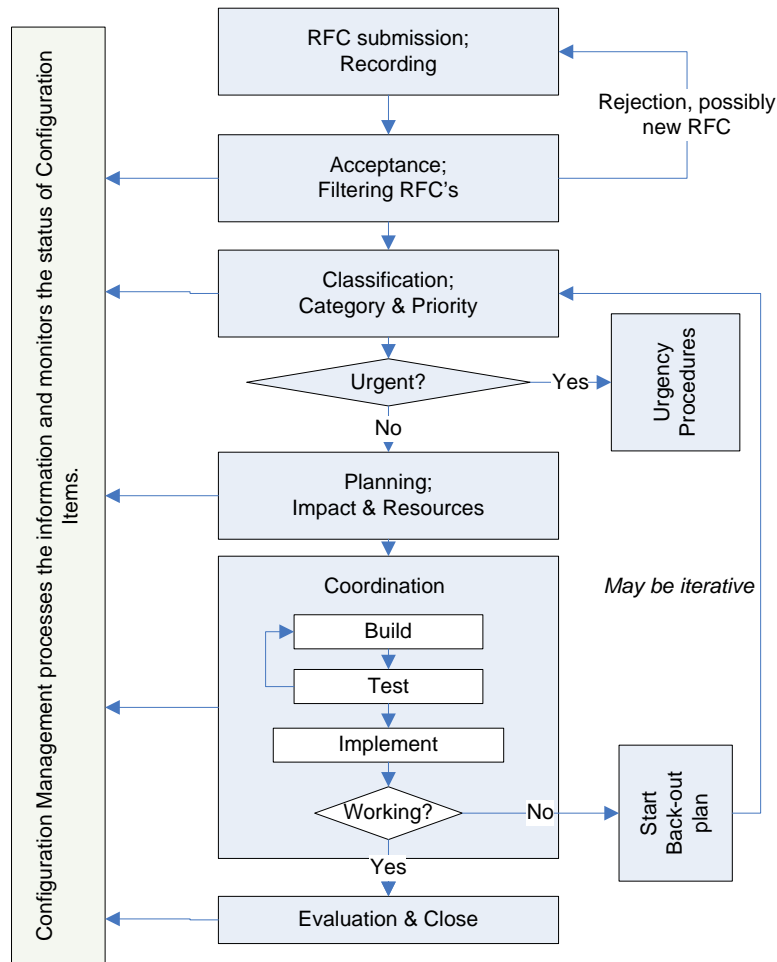 Configuration Management processes the information and monitors the status of Configuration
Items.
RFC submission;
Recording
Rejection, possibly
new RFC
Acceptance;
Filtering RFC's
Classification;
Category & Priority
Urgent?
Yes
Urgency
Procedures
No
Planning;
Impact & Resources
Coordination
May be iterative
Build
Test
Implement
Working?
No
Start
Back-out
plan
Yes
Evaluation & Close